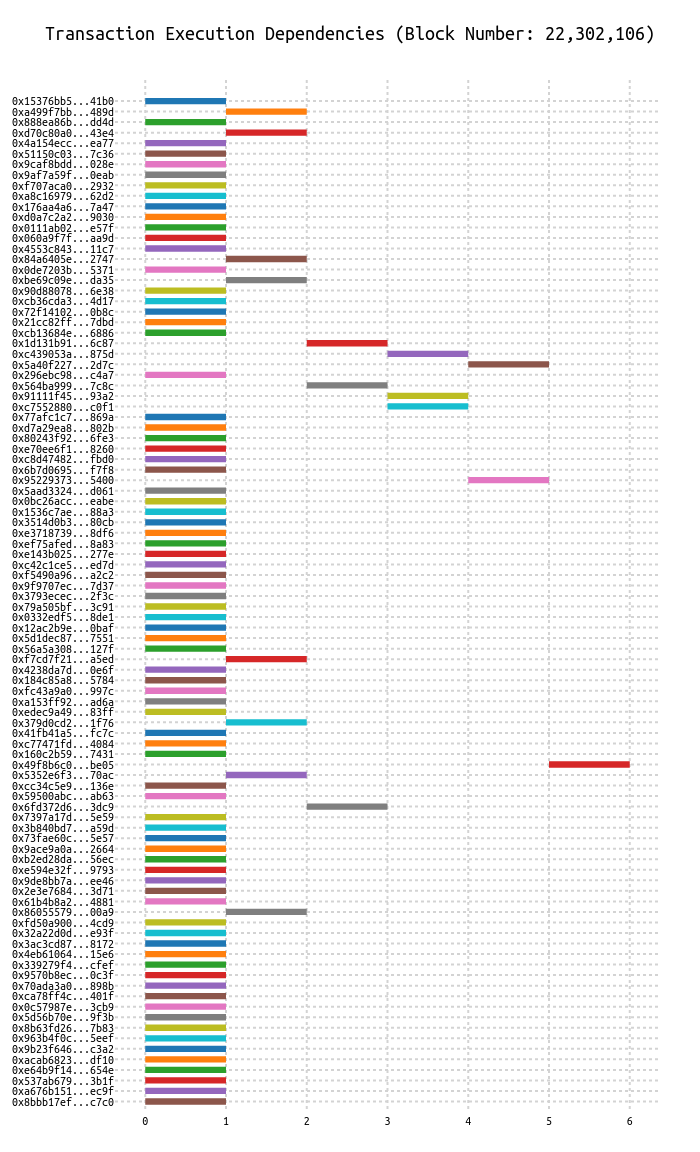 Transaction Execution Dependencies (Block Number: 22,302,106)
0x15376bb5...41b0
0xa499f7bb...489d
0x888ea86b...dd4d
0xd70c80a0...43e4
0x4a154ecc...ea77
0x51150c03...7c36
0x9caf8bdd...028e
0x9af7a59f...0eab
0xf707aca0...2932
0xa8c16979...62d2
0x176aa4a6...7a47
0xd0a7c2a2...9030
0x0111ab02...e57f
0x060a9f7f...aa9d
0x4553c843...11c7
0x84a6405e...2747
0x0de7203b...5371
0xbe69c09e...da35
0x90d88078...6e38
0xcb36cda3...4d17
0x72f14102...0b8c
0x21cc82ff...7dbd
0xcb13684e...6886
0x1d131b91...6c87
0xc439053a...875d
0x5a40f227...2d7c
0x296ebc98...c4a7
0x564ba999...7c8c
0x91111f45...93a2
0xc7552880...c0f1
0x77afc1c7...869a
0xd7a29ea8...802b
0x80243f92...6fe3
0xe70ee6f1...8260
0xc8d47482...fbd0
0x6b7d0695...f7f8
0x95229373...5400
0x5aad3324...d061
0x0bc26acc...eabe
0x1536c7ae...88a3
0x3514d0b3...80cb
0xe3718739...8df6
0xef75afed...8a83
0xe143b025...277e
0xc42c1ce5...ed7d
0xf5490a96...a2c2
0x9f9707ec...7d37
0x3793ecec...2f3c
0x79a505bf...3c91
0x0332edf5...8de1
0x12ac2b9e...0baf
0x5d1dec87...7551
0x56a5a308...127f
0xf7cd7f21...a5ed
0x4238da7d...0e6f
0x184c85a8...5784
0xfc43a9a0...997c
0xa153ff92...ad6a
0xedec9a49...83ff
0x379d0cd2...1f76
0x41fb41a5...fc7c
0xc77471fd...4084
0x160c2b59...7431
0x49f8b6c0...be05
0x5352e6f3...70ac
0xcc34c5e9...136e
0x59500abc...ab63
0x6fd372d6...3dc9
0x7397a17d...5e59
0x3b840bd7...a59d
0x73fae60c...5e57
0x9ace9a0a...2664
0xb2ed28da...56ec
0xe594e32f...9793
0x9de8bb7a...ee46
0x2e3e7684...3d71
0x61b4b8a2...4881
0x86055579...00a9
0xfd50a900...4cd9
0x32a22d0d...e93f
0x3ac3cd87...8172
0x4eb61064...15e6
0x339279f4...cfef
0x9570b8ec...0c3f
0x70ada3a0...898b
0xca78ff4c...401f
0x0c57987e...3cb9
0x5d56b70e...9f3b
0x8b63fd26...7b83
0x963b4f0c...5eef
0x9b23f646...c3a2
0xacab6823...df10
0xe64b9f14...654e
0x537ab679...3b1f
0xa676b151...ec9f
0x8bbb17ef...c7c0
0 1 2 3 4 5 6